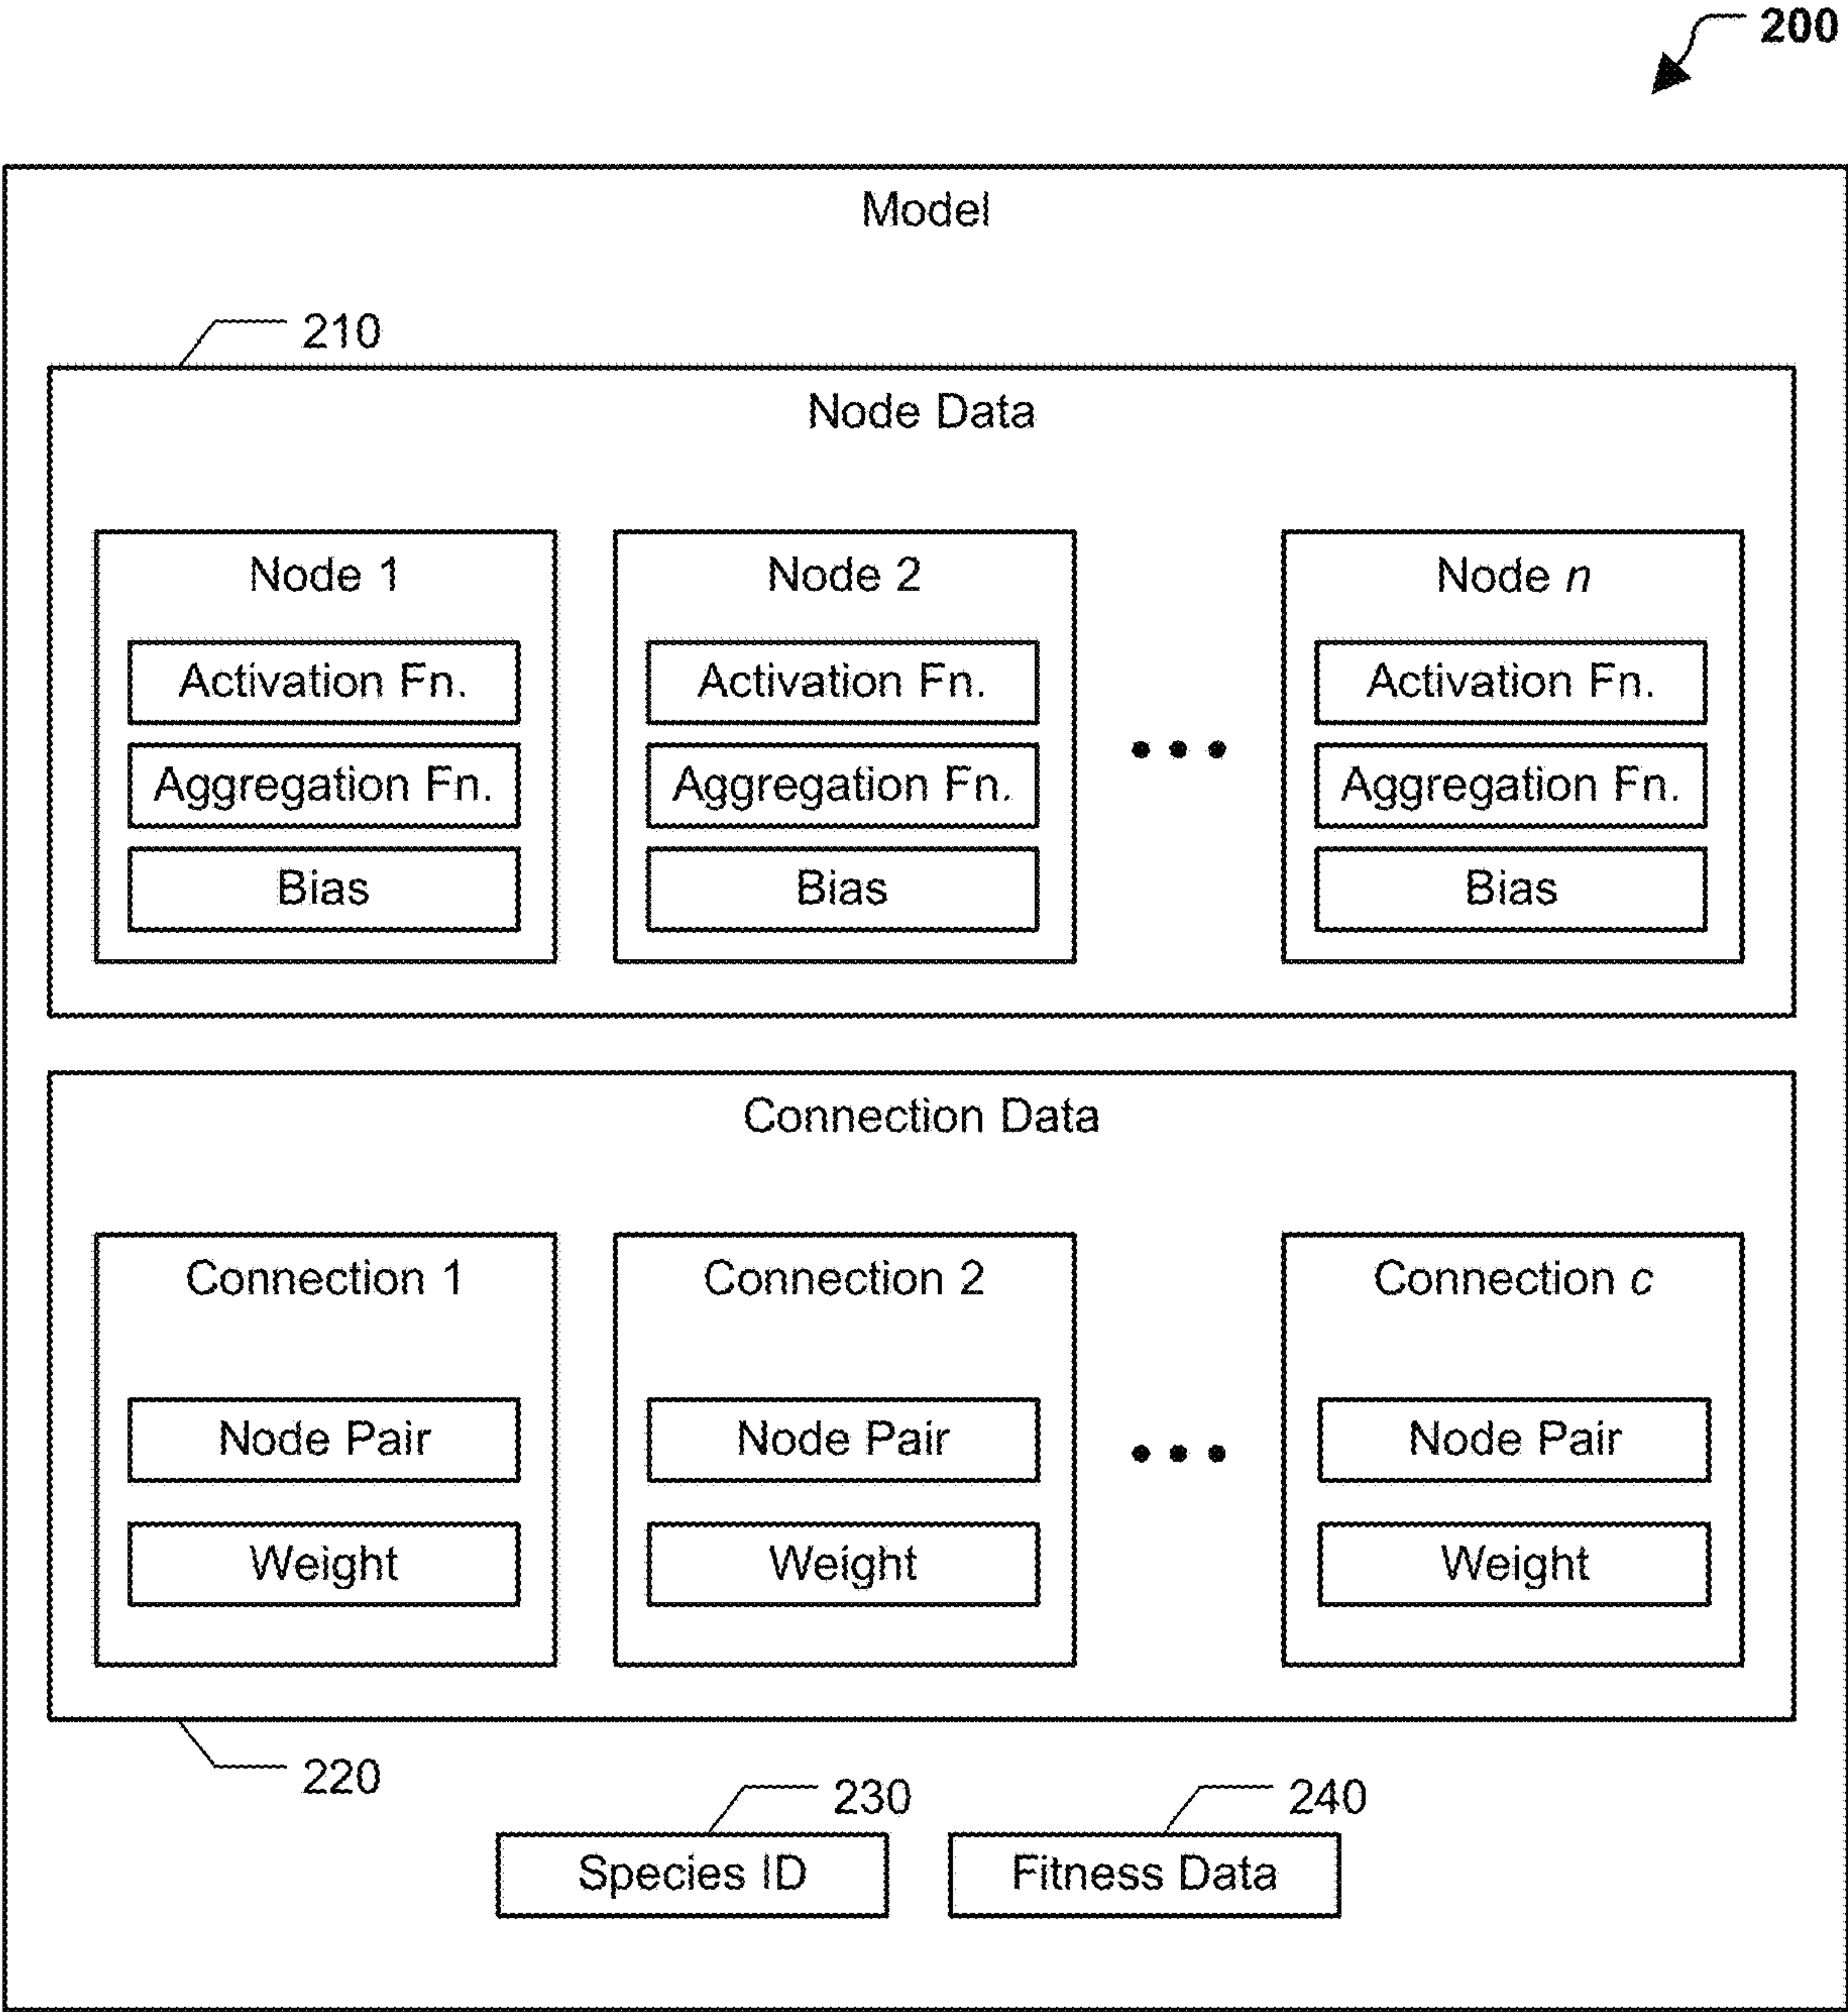 200
Model
210
Node Data
Node 1 Node 2 Node n
Activation Fn. Activation Fn. Activation Fn.
Aggregation Fn. Aggregation Fn. ••• Aggregation Fn.
Bias Bias Bias
Connection Data
Connection 1 Connection 2 Connection c
Node Pair Node Pair ••• Node Pair
Weight Weight Weight
220
230 240
Species ID Fitness Data